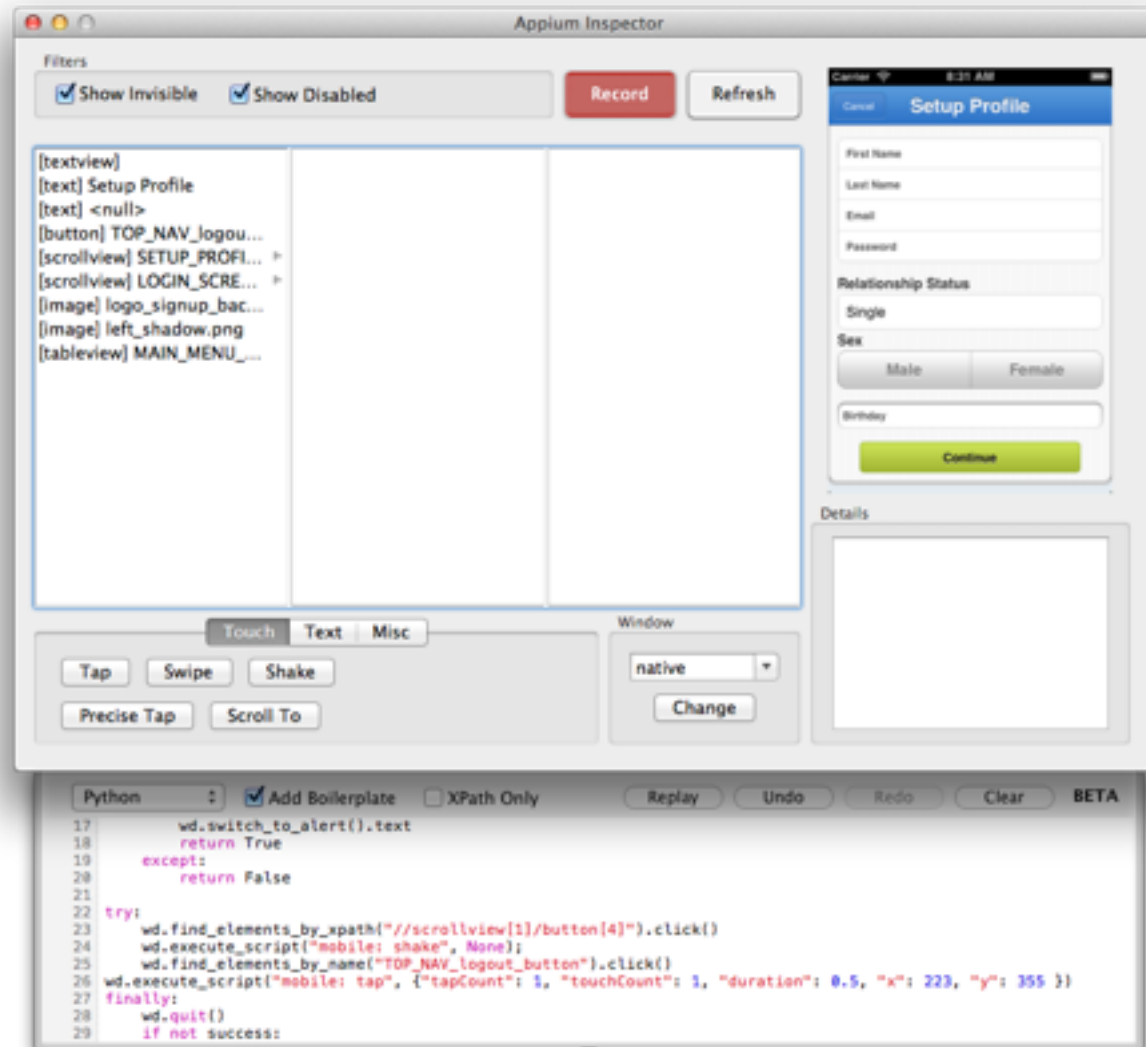 Appium Inspector
Filters
Show Invisible
Show Disabled
Record
Refresh
[textview]
[text] Setup Profile
[text] <null>
[button] TOP_NAV_logou...
[scrollview] SETUP_PROFI...
[scrollview] LOGIN_SCRE...
[image] logo_signup_bac...
[image] left_shadow.png
[tableview] MAIN_MENU_...
Carrier 8:31 AM
Cancel Setup Profile
First Name
Last Name
Email
Password
Relationship Status
Single
Sex
Male Female
Birthday
Continue
Details
Touch Text Misc
Tap Swipe Shake
Precise Tap Scroll To
Window
native
Change
Python Add Boilerplate XPath Only Replay Undo Redo Clear BETA
17 wd.switch_to_alert().text
18 return True
19 except:
20 return False
21
22 try:
23 wd.find_elements_by_xpath("//scrollview[1]/button[4]").click()
24 wd.execute_script("mobile: shake", None);
25 wd.find_elements_by_name("TOP_NAV_logout_button").click()
26 wd.execute_script("mobile: tap", {"tapCount": 1, "touchCount": 1, "duration": 0.5, "x": 223, "y": 355 })
27 finally:
28 wd.quit()
29 if not success: